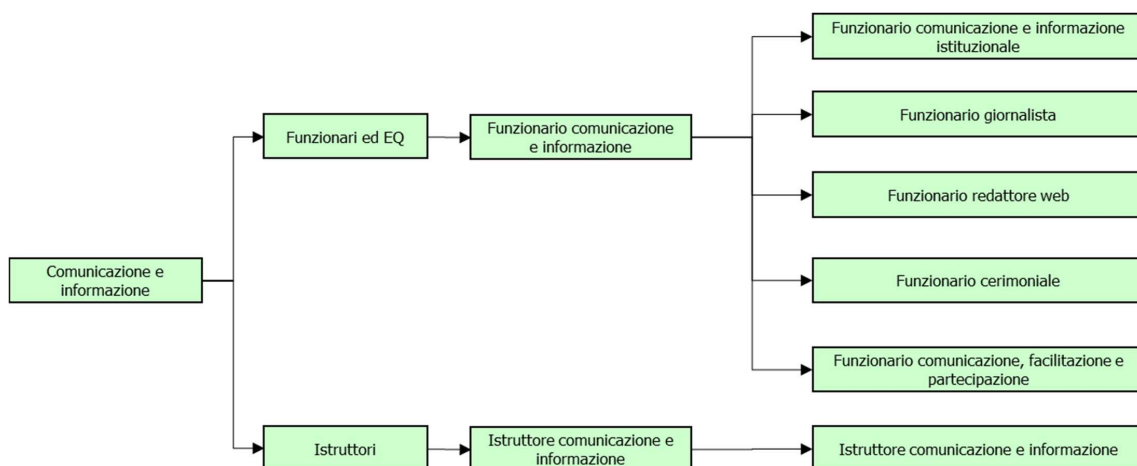 Funzionario comunicazione e informazione
istituzionale
Funzionario giornalista
Funzionari ed EQ
Funzionario comunicazione
e informazione
Funzionario redattore web
Comunicazione e
informazione
Funzionario cerimoniale
Funzionario comunicazione, facilitazione e
partecipazione
Istruttori
Istruttore comunicazione e
informazione
Istruttore comunicazione e informazione